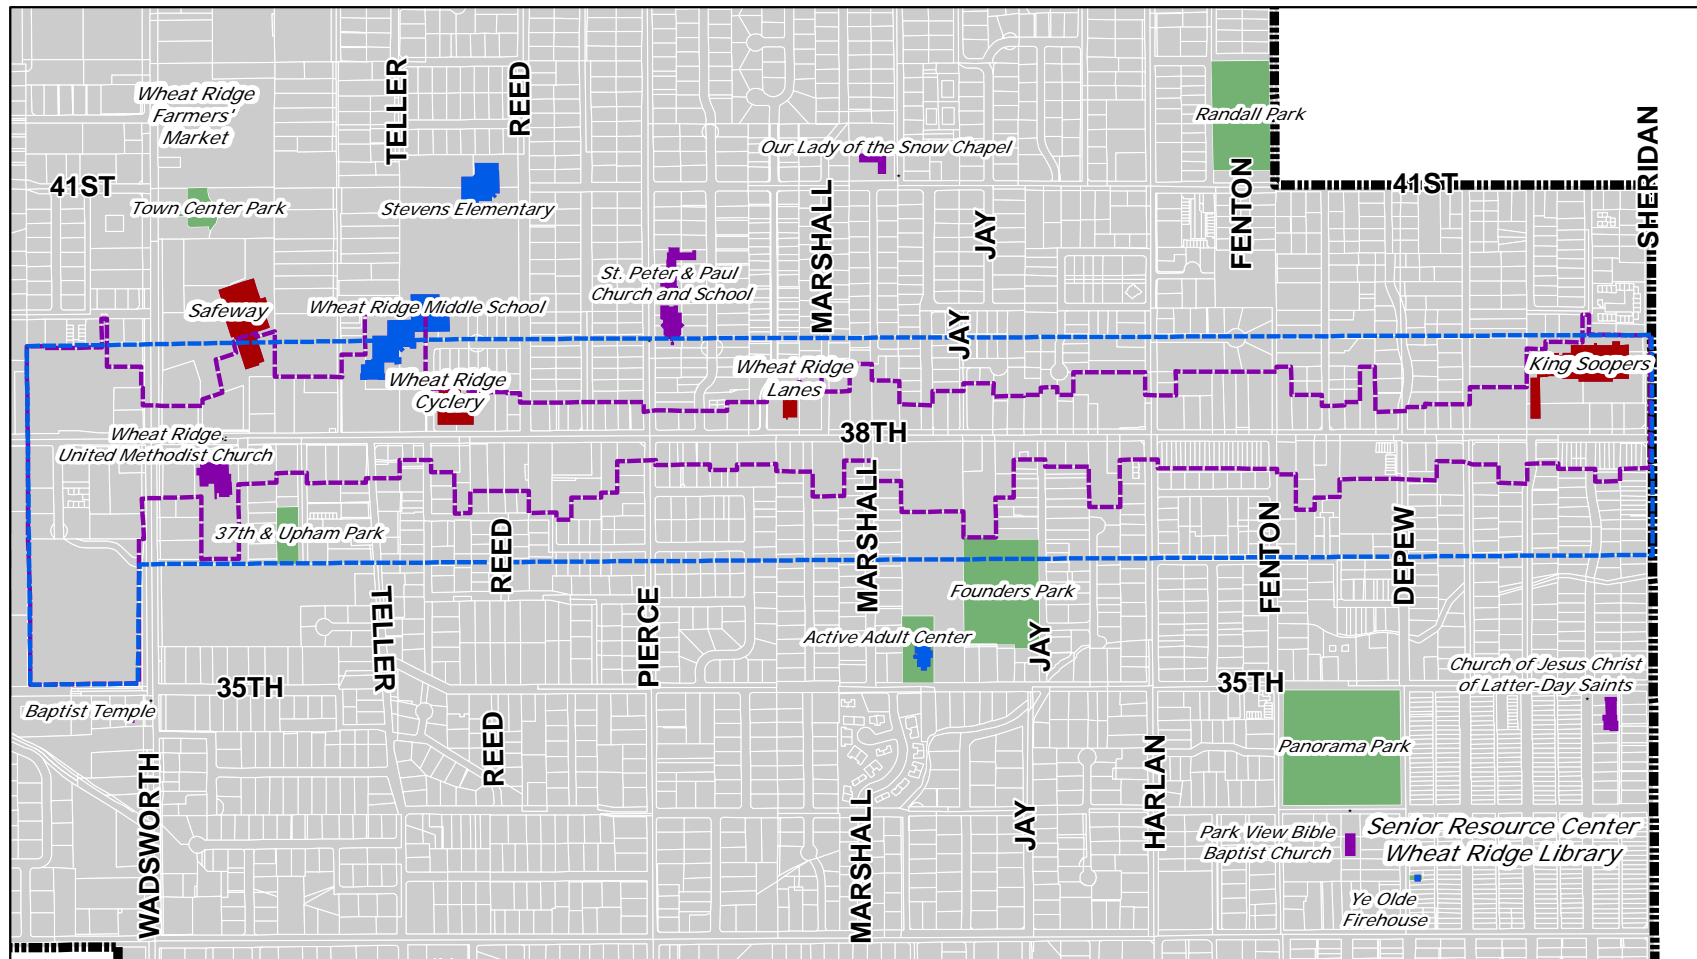 TELLER
REED
Wheat Ridge
Farmers'
Market
Randall Park
SHERIDAN
Our Lady of the Snow Chapel
41ST
41ST
Town Center Park
Stevens Elementary
MARSHALL
JAY
FENTON
St. Peter & Paul
Church and School
Safeway
Wheat Ridge Middle School
JAY
King Soopers
Wheat Ridge
Cyclery
Wheat Ridge
Lanes
38TH
Wheat Ridge
United Methodist Church
37th & Upham Park
REED
MARSHALL
FENTON
DEPEW
TELLER
PIERCE
Founders Park
Active Adult Center
JAY
35TH
35TH
Church of Jesus Christ
of Latter-Day Saints
Baptist Temple
REED
Panorama Park
WADSWORTH
MARSHALL
JAY
HARLAN
Park View Bible
Baptist Church
Senior Resource Center
Wheat Ridge Library
Ye Olde
Firehouse